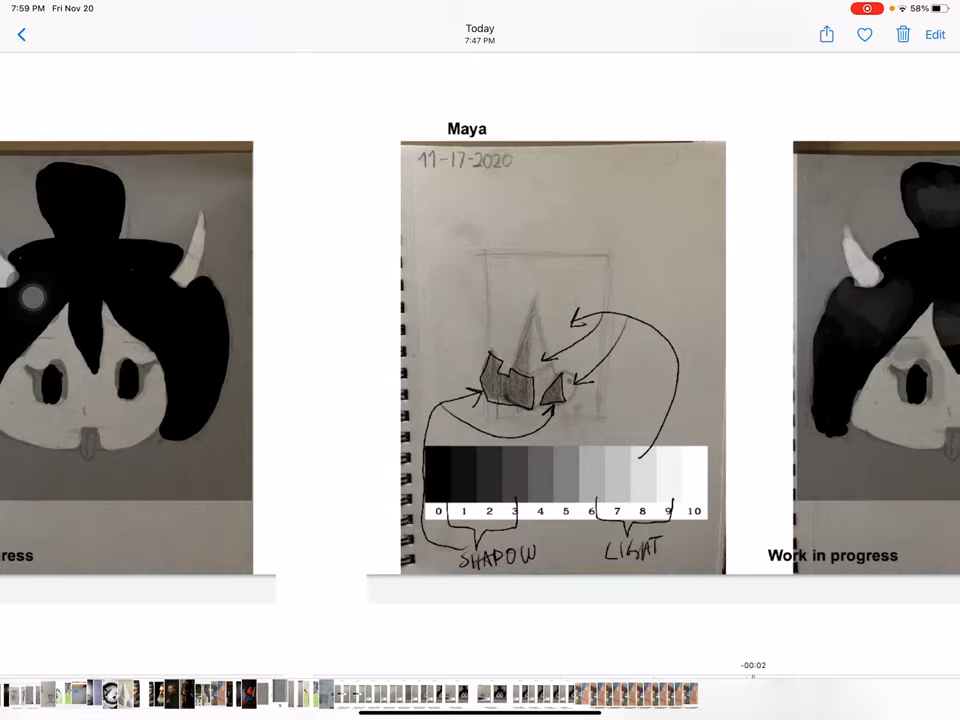 7:59 PM Fri Nov 20
58%
Today
7:47 PM
Edit
Maya
11-17-2020
0 1 2 3 4 5 6 7 8 9 10
SHADOW
LIGHT
ress
Work in progress
-00:02